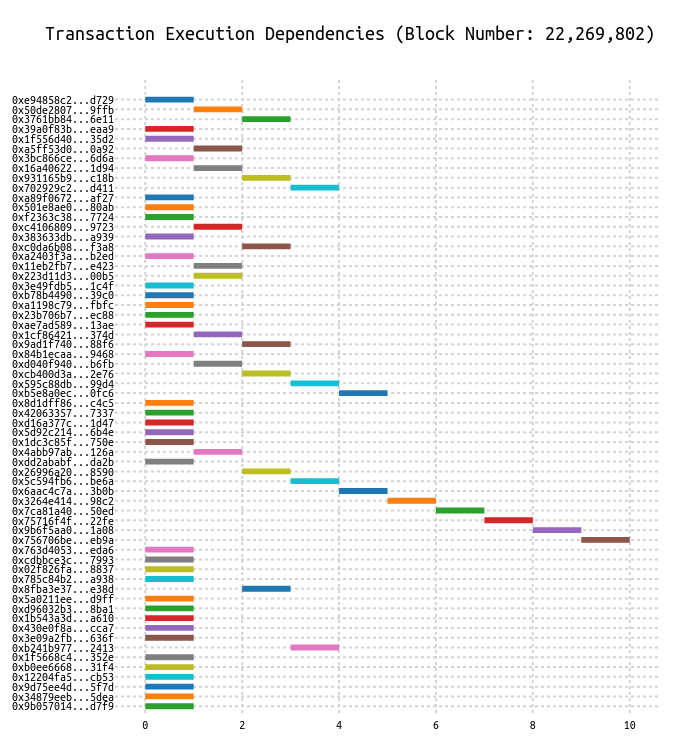 Transaction Execution Dependencies (Block Number: 22,269,802)
0xe94858c2...d729
0x50de2807...9ffb
0x3761bb84...6e11
0x39a0f83b...eaa9
0x1f556d40...35d2
0xa5ff53d0...0a92
0x3bc866ce...6d6a
0x16a40622...1d94
0x931165b9...c18b
0x702929c2...d411
0xa89f0672...af27
0x501e8ae0...80ab
0xf2363c38...7724
0xc4106809...9723
0x383633db...a939
0xc0da6b08...f3a8
0xa2403f3a...b2ed
0x11eb2fb7...e423
0x223d11d3...00b5
0x3e49fdb5...1c4f
0xb78b4490...39c0
0xa1198c79...fbfc
0x23b706b7...ec88
0xae7ad589...13ae
0x1cf86421...374d
0x9ad1f740...88f6
0x84b1ecaa...9468
0xd040f940...b6fb
0xcb400d3a...2e76
0x595c88db...99d4
0xb5e8a0ec...0fc6
0x8d1dff86...c4c5
0x42063357...7337
0xd16a377c...1d47
0x5d92c214...6b4e
0x1dc3c85f...750e
0x4abb97ab...126a
0xdd2ababf...da2b
0x26996a20...8590
0x5c594fb6...be6a
0x6aac4c7a...3b0b
0x3264e414...98c2
0x7ca81a40...50ed
0x75716f4f...22fe
0x9b6f5aa0...1a08
0x756706be...eb9a
0x763d4053...eda6
0xcdbbce3c...7993
0x02f826fa...8837
0x785c84b2...a938
0x8fba3e37...e38d
0x5a0211ee...d9ff
0xd96032b3...8ba1
0x1b543a3d...a610
0x430e0f8a...cca7
0x3e09a2fb...636f
0xb241b977...2413
0x1f5668c4...352e
0xb0ee6668...31f4
0x12204fa5...cb53
0x9d75ee4d...5f7d
0x34879eeb...5dea
0x9b057014...d7f9
0 2 4 6 8 10